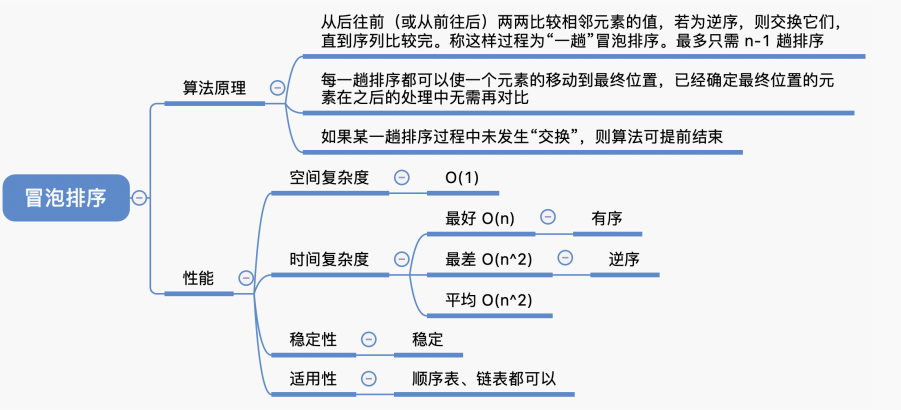 冒泡排序
算法原理
从后往前（或从前往后）两两比较相邻元素的值，若为逆序，则交换它们，
直到序列比较完。称这样过程为“一趟”冒泡排序。最多只需 n-1 趟排序
每一趟排序都可以使一个元素的移动到最终位置，已经确定最终位置的元
素在之后的处理中无需再对比
如果某一趟排序过程中未发生“交换”，则算法可提前结束
性能
空间复杂度
O(1)
时间复杂度
最好 O(n)
有序
最差 O(n^2)
逆序
平均 O(n^2)
稳定性
稳定
适用性
顺序表、链表都可以